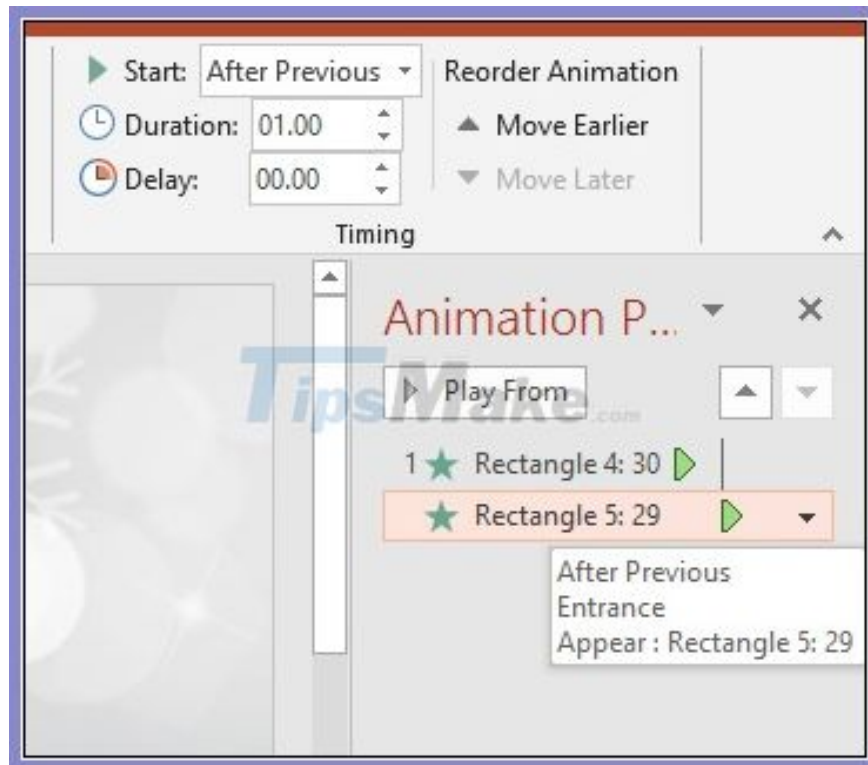 Start: After Previous Reorder Animation
Duration: 01.00 Move Earlier
Delay: 00.00 Move Later
Timing
Animation P...
TipsMake.com
Play From
1 Rectangle 4: 30
Rectangle 5: 29
After Previous
Entrance
Appear : Rectangle 5: 29